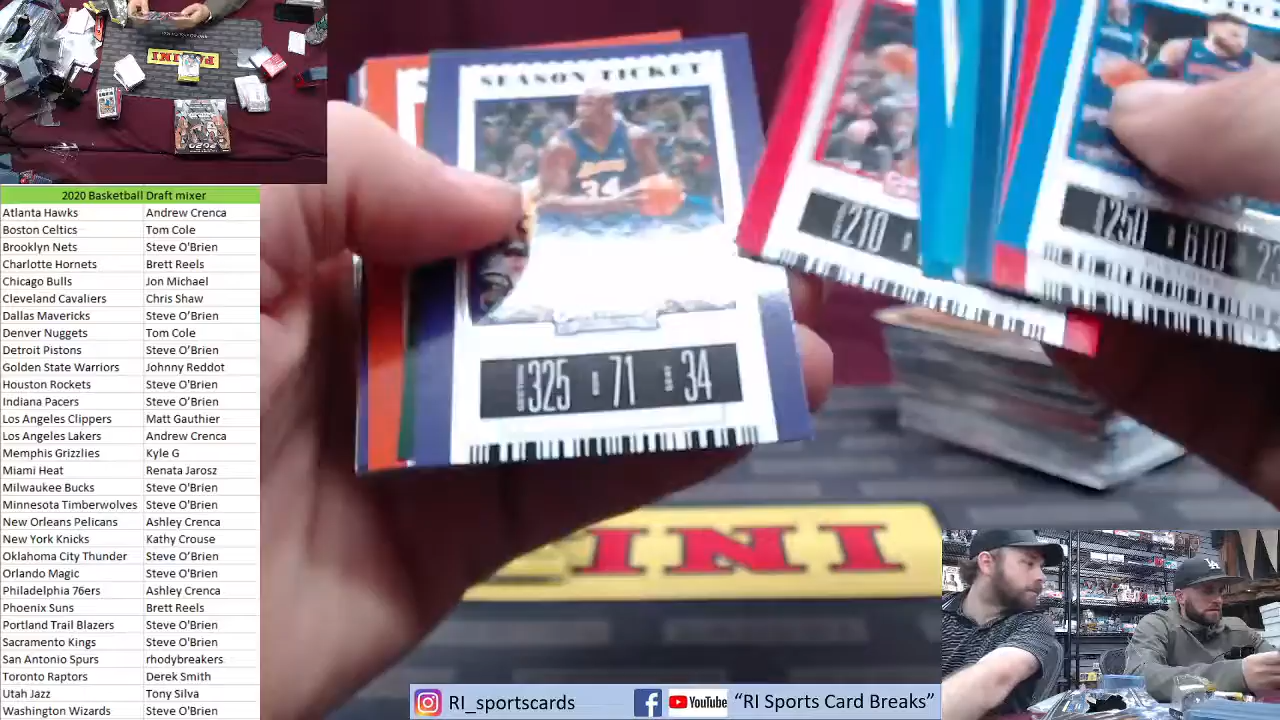 2020 Basketball Draft mixer
Atlanta Hawks Andrew Crenca
Boston Celtics Tom Cole
Brooklyn Nets Steve O'Brien
Charlotte Hornets Brett Reels
Chicago Bulls Jon Michael
Cleveland Cavaliers Chris Shaw
Dallas Mavericks Steve O'Brien
Denver Nuggets Tom Cole
Detroit Pistons Steve O'Brien
Golden State Warriors Johnny Reddot
Houston Rockets Steve O'Brien
Indiana Pacers Steve O'Brien
Los Angeles Clippers Matt Gauthier
Los Angeles Lakers Andrew Crenca
Memphis Grizzlies Kyle G
Miami Heat Renata Jarosz
Milwaukee Bucks Steve O'Brien
Minnesota Timberwolves Steve O'Brien
New Orleans Pelicans Ashley Crenca
New York Knicks Kathy Crouse
Oklahoma City Thunder Steve O'Brien
Orlando Magic Steve O'Brien
Philadelphia 76ers Ashley Crenca
Phoenix Suns Brett Reels
Portland Trail Blazers Steve O'Brien
Sacramento Kings Steve O'Brien
San Antonio Spurs rhodybreakers
Toronto Raptors Derek Smith
Utah Jazz Tony Silva
Washington Wizards Steve O'Brien
PANINI
SEASON TICKET
34
325 71 34
210
250 610 23
INI
RI_sportscards
YouTube "RI Sports Card Breaks"